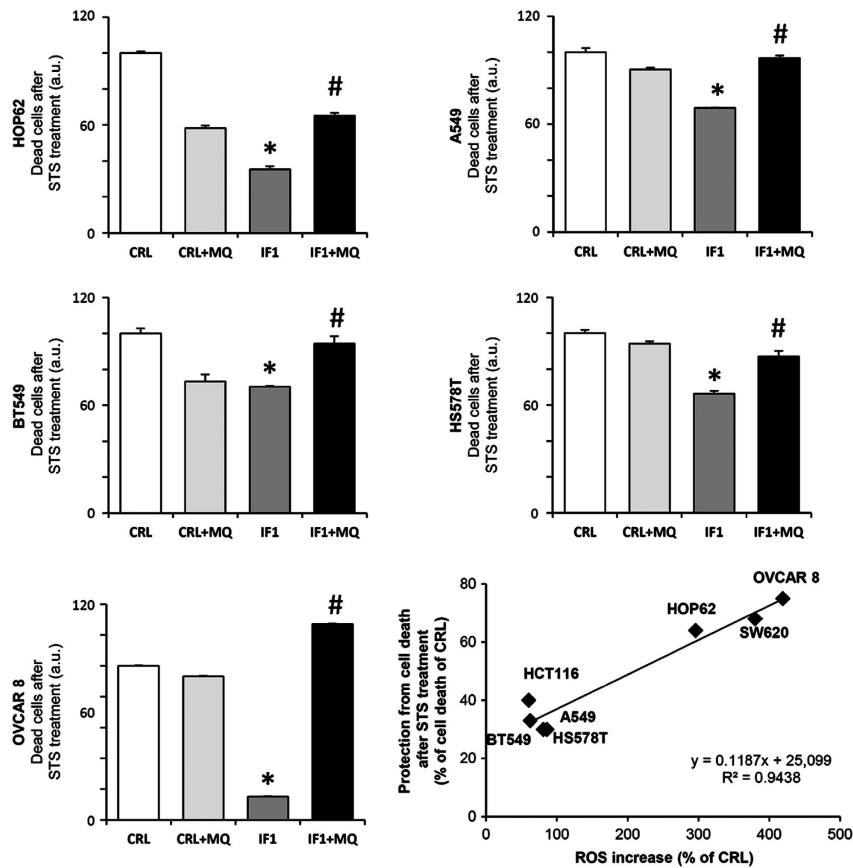 HOP62
Dead cells after
STS treatment (a.u.)
120
60
0
*
#
CRL
CRL+MQ
IF1
IF1+MQ
A549
Dead cells after
STS treatment (a.u.)
120
60
0
*
#
CRL
CRL+MQ
IF1
IF1+MQ
BT549
Dead cells after
STS treatment (a.u.)
120
60
0
*
#
CRL
CRL+MQ
IF1
IF1+MQ
HS578T
Dead cells after
STS treatment (a.u.)
120
60
0
*
#
CRL
CRL+MQ
IF1
IF1+MQ
OVCAR 8
Dead cells after
STS treatment (a.u.)
120
60
0
*
#
CRL
CRL+MQ
IF1
IF1+MQ
Protection from cell death
after STS treatment
(% of cell death of CRL)
80
60
40
20
0
OVCAR 8
HOP62
SW620
HCT116
A549
BT549
HS578T
y = 0.1187x + 25,099
R² = 0.9438
0
100
200
300
400
500
ROS increase (% of CRL)